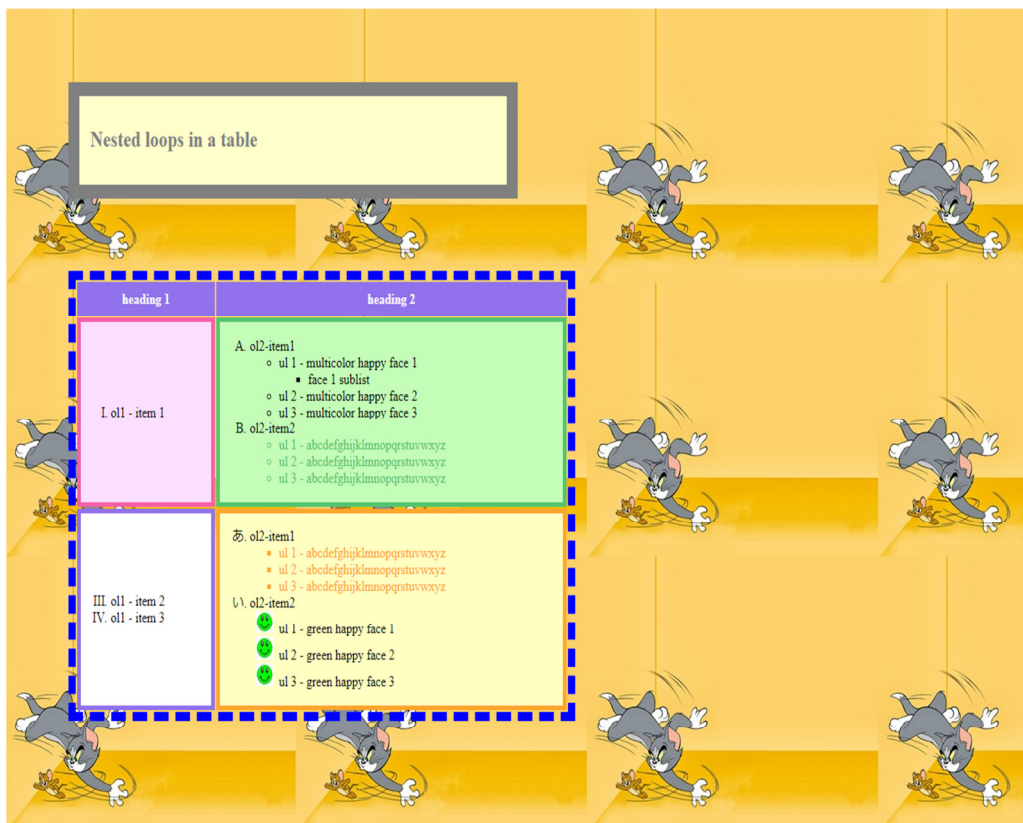 Nested loops in a table
heading 1
heading 2
I. ol1 - item 1
A. ol2-item1
ul 1 - multicolor happy face 1
face 1 sublist
ul 2 - multicolor happy face 2
ul 3 - multicolor happy face 3
B. ol2-item2
ul 1 - abcdefghijklmnopqrstuvwxyz
ul 2 - abcdefghijklmnopqrstuvwxyz
ul 3 - abcdefghijklmnopqrstuvwxyz
III. ol1 - item 2
IV. ol1 - item 3
あ. ol2-item1
ul 1 - abcdefghijklmnopqrstuvwxyz
ul 2 - abcdefghijklmnopqrstuvwxyz
ul 3 - abcdefghijklmnopqrstuvwxyz
い. ol2-item2
ul 1 - green happy face 1
ul 2 - green happy face 2
ul 3 - green happy face 3